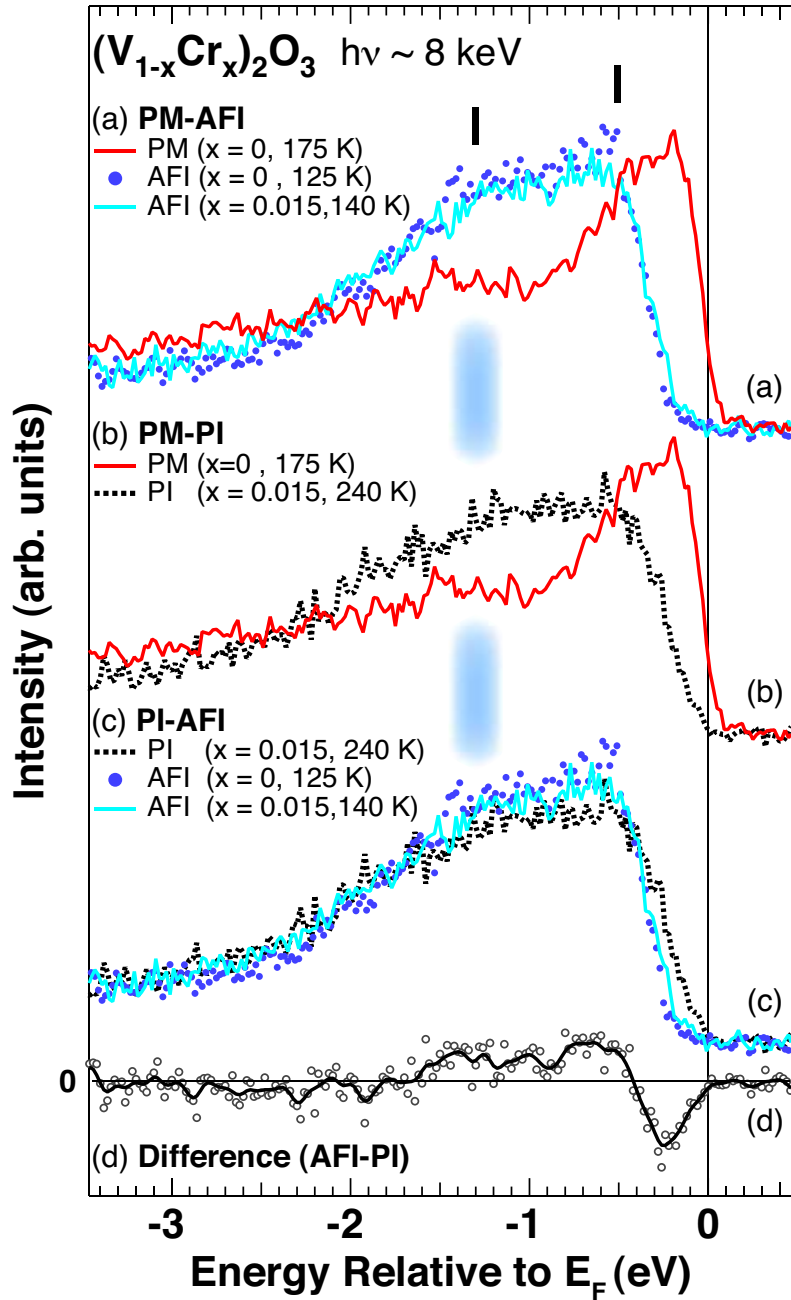 (V1-xCrx)2O3 hν ~ 8 keV
(a) PM-AFI
PM (x = 0, 175 K)
AFI (x = 0 , 125 K)
AFI (x = 0.015,140 K)
(a)
(b) PM-PI
PM (x=0 , 175 K)
PI (x = 0.015, 240 K)
(b)
(c) PI-AFI
PI (x = 0.015, 240 K)
AFI (x = 0, 125 K)
AFI (x = 0.015,140 K)
(c)
0
(d)
(d) Difference (AFI-PI)
-3 -2 -1 0
Energy Relative to EF (eV)
Intensity (arb. units)